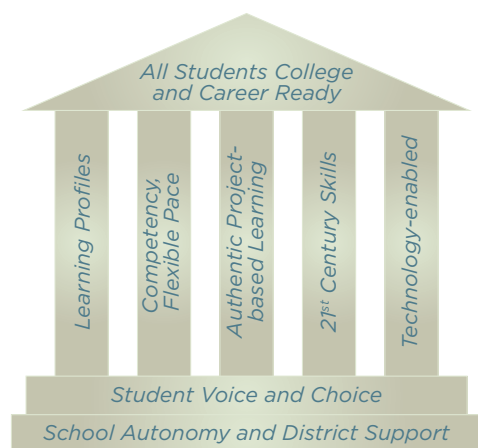 All Students College
and Career Ready
Learning Profiles
Competency,
Flexible Pace
Authentic Project-
based Learning
21st Century Skills
Technology-enabled
Student Voice and Choice
School Autonomy and District Support